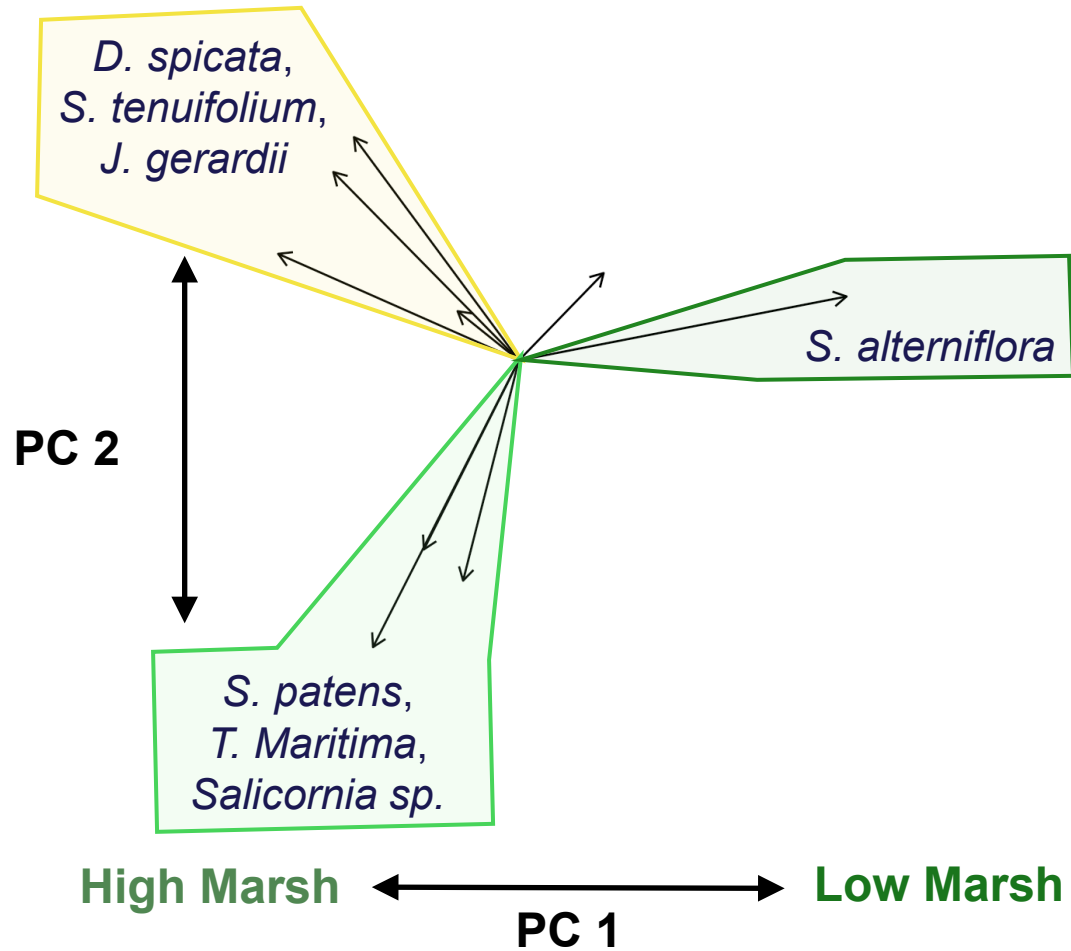 D. spicata,
S. tenuifolium,
J. gerardii
S. alterniflora
PC 2
S. patens,
T. Maritima,
Salicornia sp.
High Marsh
Low Marsh
PC 1